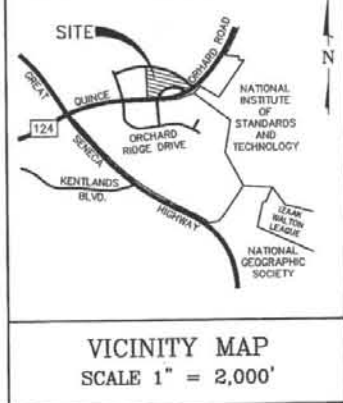 SITE
N
GREAT
QUINCE
ORHARD ROAD
124
ORCHARD
RIDGE DRIVE
NATIONAL
INSTITUTE
OF
STANDARDS
AND
TECHNOLOGY
SENECA
KENTLANDS
BLVD.
HIGHWAY
IZAAK
WALTON
LEAGUE
NATIONAL
GEOGRAPHIC
SOCIETY
VICINITY MAP
SCALE 1" = 2,000'